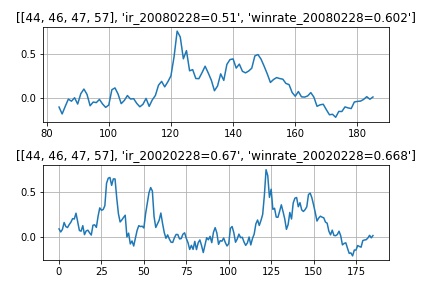 [[44, 46, 47, 57], 'ir_20080228=0.51', 'winrate_20080228=0.602']
0.5
0.0
80 100 120 140 160 180
[[44, 46, 47, 57], 'ir_20020228=0.67', 'winrate_20020228=0.668']
0.5
0.0
0 25 50 75 100 125 150 175